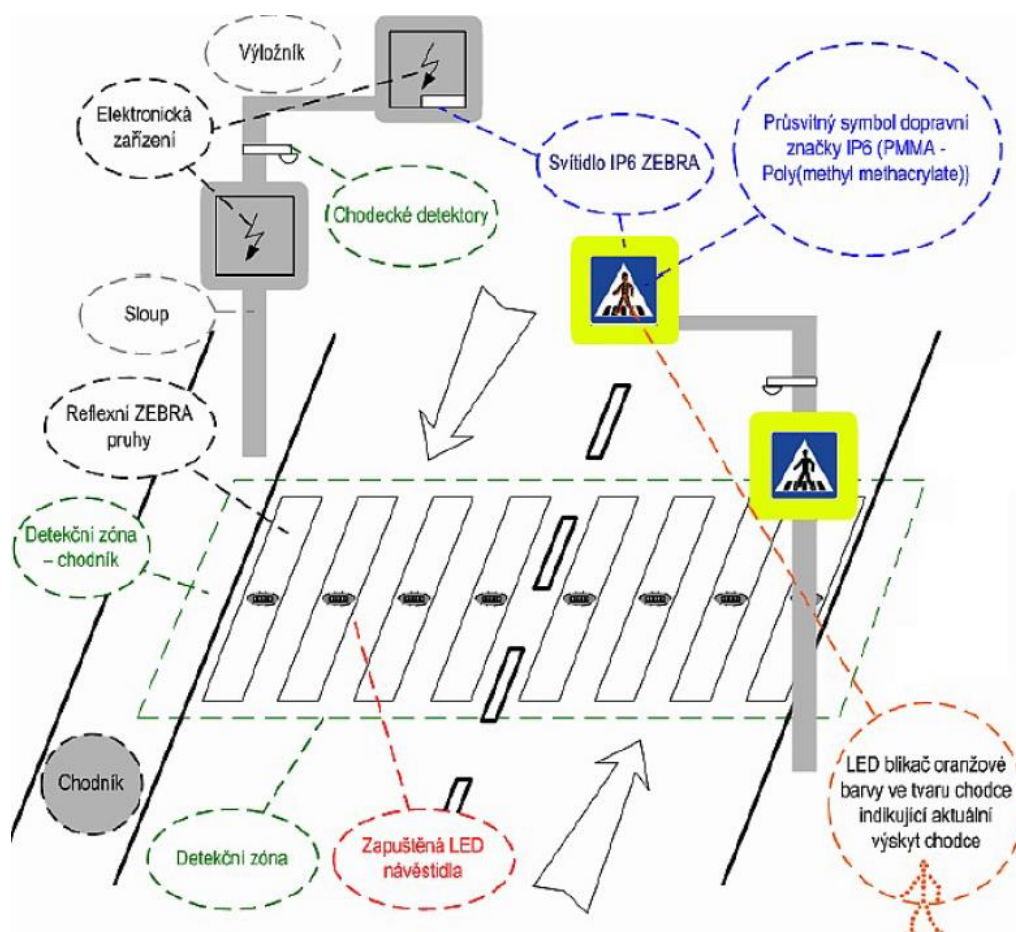 Výložník
Elektronická
zařízení
Průsvitný symbol dopravní
značky IP6 (PMMA -
Poly(methyl methacrylate))
Svítidlo IP6 ZEBRA
Chodecké detektory
Sloup
Reflexní ZEBRA
pruhy
Detekční zóna
– chodník
Chodník
Detekční zóna
Zapuštěná LED
návěstidla
LED blikač oranžové
barvy ve tvaru chodce
indikující aktuální
výskyt chodce